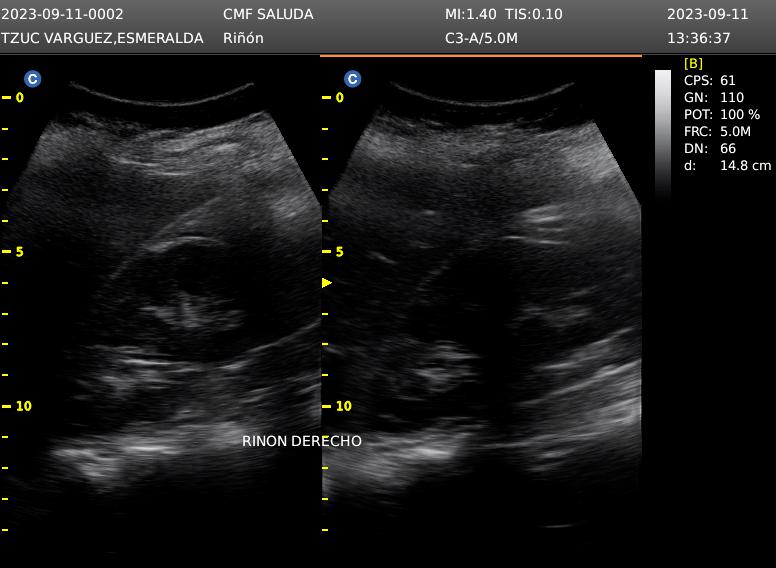 2023-09-11-0002 CMF SALUDA MI:1.40 TIS:0.10 2023-09-11
TZUC VARGUEZ,ESMERALDA Riñón C3-A/5.0M 13:36:37
[B]
CPS: 61
GN: 110
POT: 100 %
FRC: 5.0M
DN: 66
d: 14.8 cm
C C
0 0
5 5
10 10
RINON DERECHO